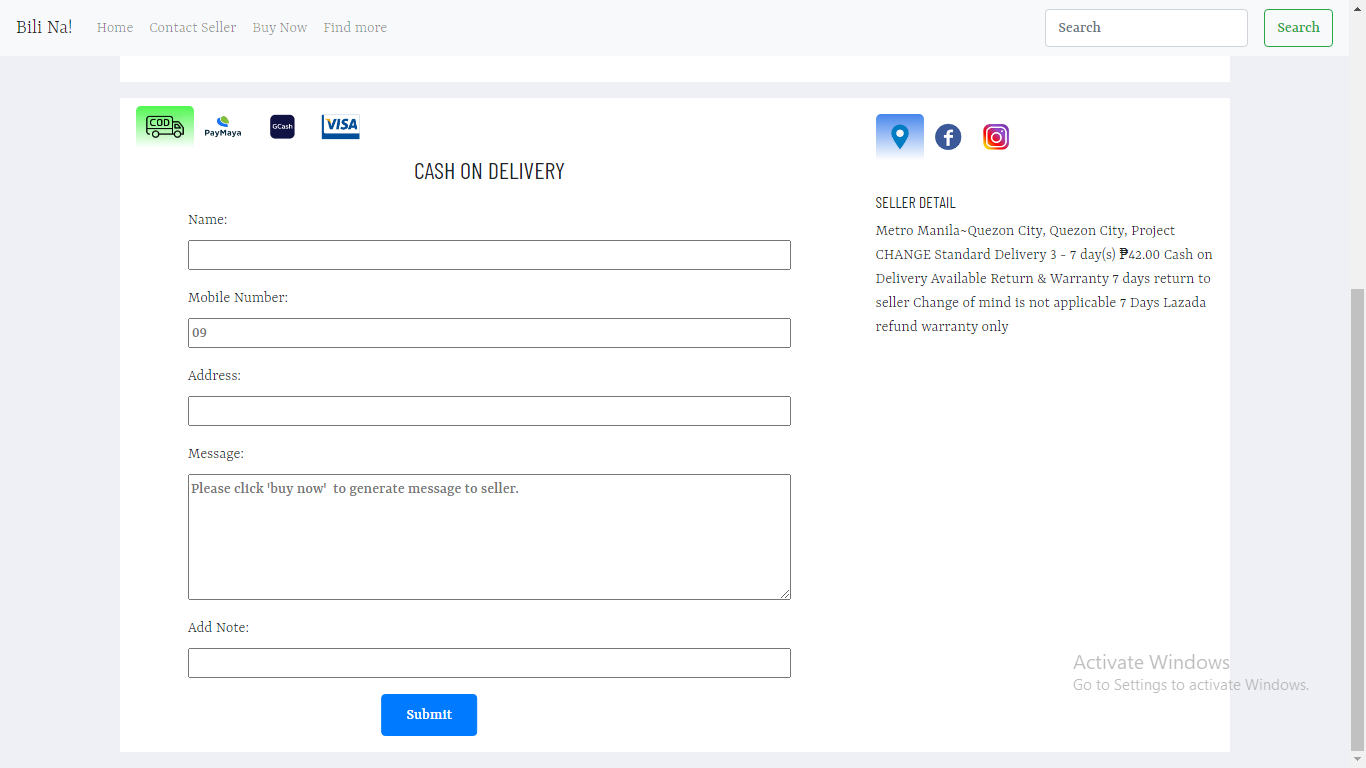 Bili Na! Home Contact Seller Buy Now Find more Search Search
COD PayMaya GCash VISA
CASH ON DELIVERY
Name:
Mobile Number:
09
Address:
Message:
Please click 'buy now' to generate message to seller.
Add Note:
Submit
SELLER DETAIL
Metro Manila~Quezon City, Quezon City, Project
CHANGE Standard Delivery 3 - 7 day(s) ₱42.00 Cash on
Delivery Available Return & Warranty 7 days return to
seller Change of mind is not applicable 7 Days Lazada
refund warranty only
Activate Windows
Go to Settings to activate Windows.